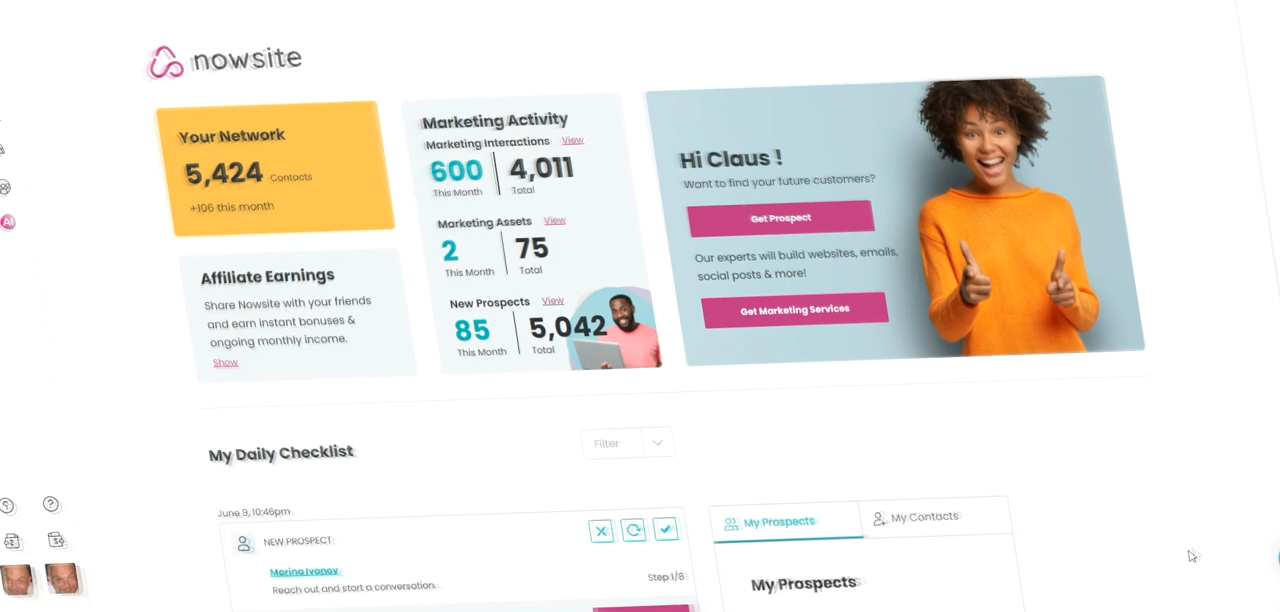 nowsite
Your Network
5,424 Contacts
+106 this month
Affiliate Earnings
Share Nowsite with your friends
and earn instant bonuses &
ongoing monthly income.
Show
Marketing Activity
Marketing Interactions View
600 4,011
This Month Total
Marketing Assets View
2 75
This Month Total
New Prospects View
85 5,042
This Month Total
Hi Claus !
Want to find your future customers?
Get Prospect
Our experts will build websites, emails,
social posts & more!
Get Marketing Services
AI
My Daily Checklist
Filter
June 9, 10:46pm
NEW PROSPECT
Marina Ivanov
Reach out and start a conversation.
Step 1/8
My Prospects
My Contacts
My Prospects